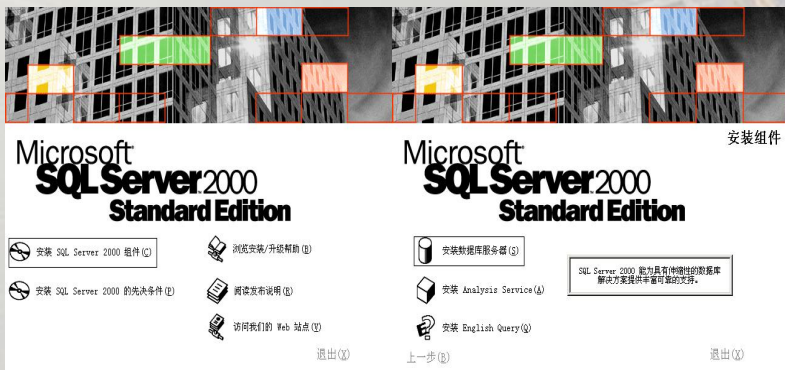 Microsoft
SQL Server 2000
Standard Edition
安装 SQL Server 2000 组件(C)
安装 SQL Server 2000 的先决条件(P)
浏览安装/升级帮助(B)
阅读发布说明(R)
访问我们的 Web 站点(V)
退出(X)
安装组件
Microsoft
SQL Server 2000
Standard Edition
安装数据库服务器(S)
安装 Analysis Service(A)
安装 English Query(Q)
SQL Server 2000 能为具有伸缩性的数据库
解决方案提供丰富可靠的支持。
上一步(B)
退出(X)